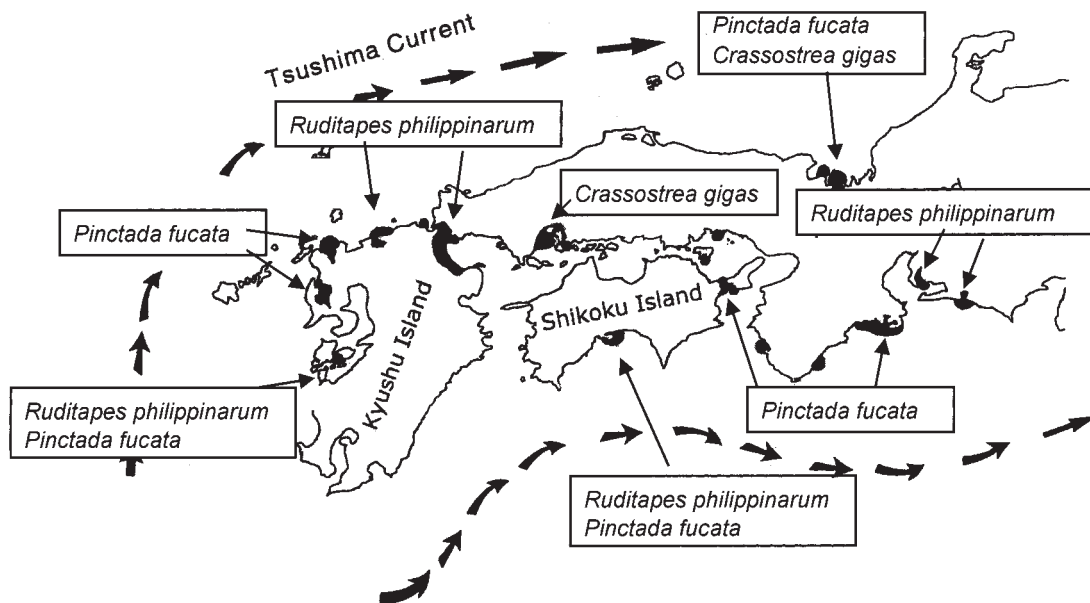 Tsushima Current
Pinctada fucata
Crassostrea gigas
Ruditapes philippinarum
Crassostrea gigas
Ruditapes philippinarum
Pinctada fucata
Shikoku Island
Kyushu Island
Ruditapes philippinarum
Pinctada fucata
Pinctada fucata
Ruditapes philippinarum
Pinctada fucata